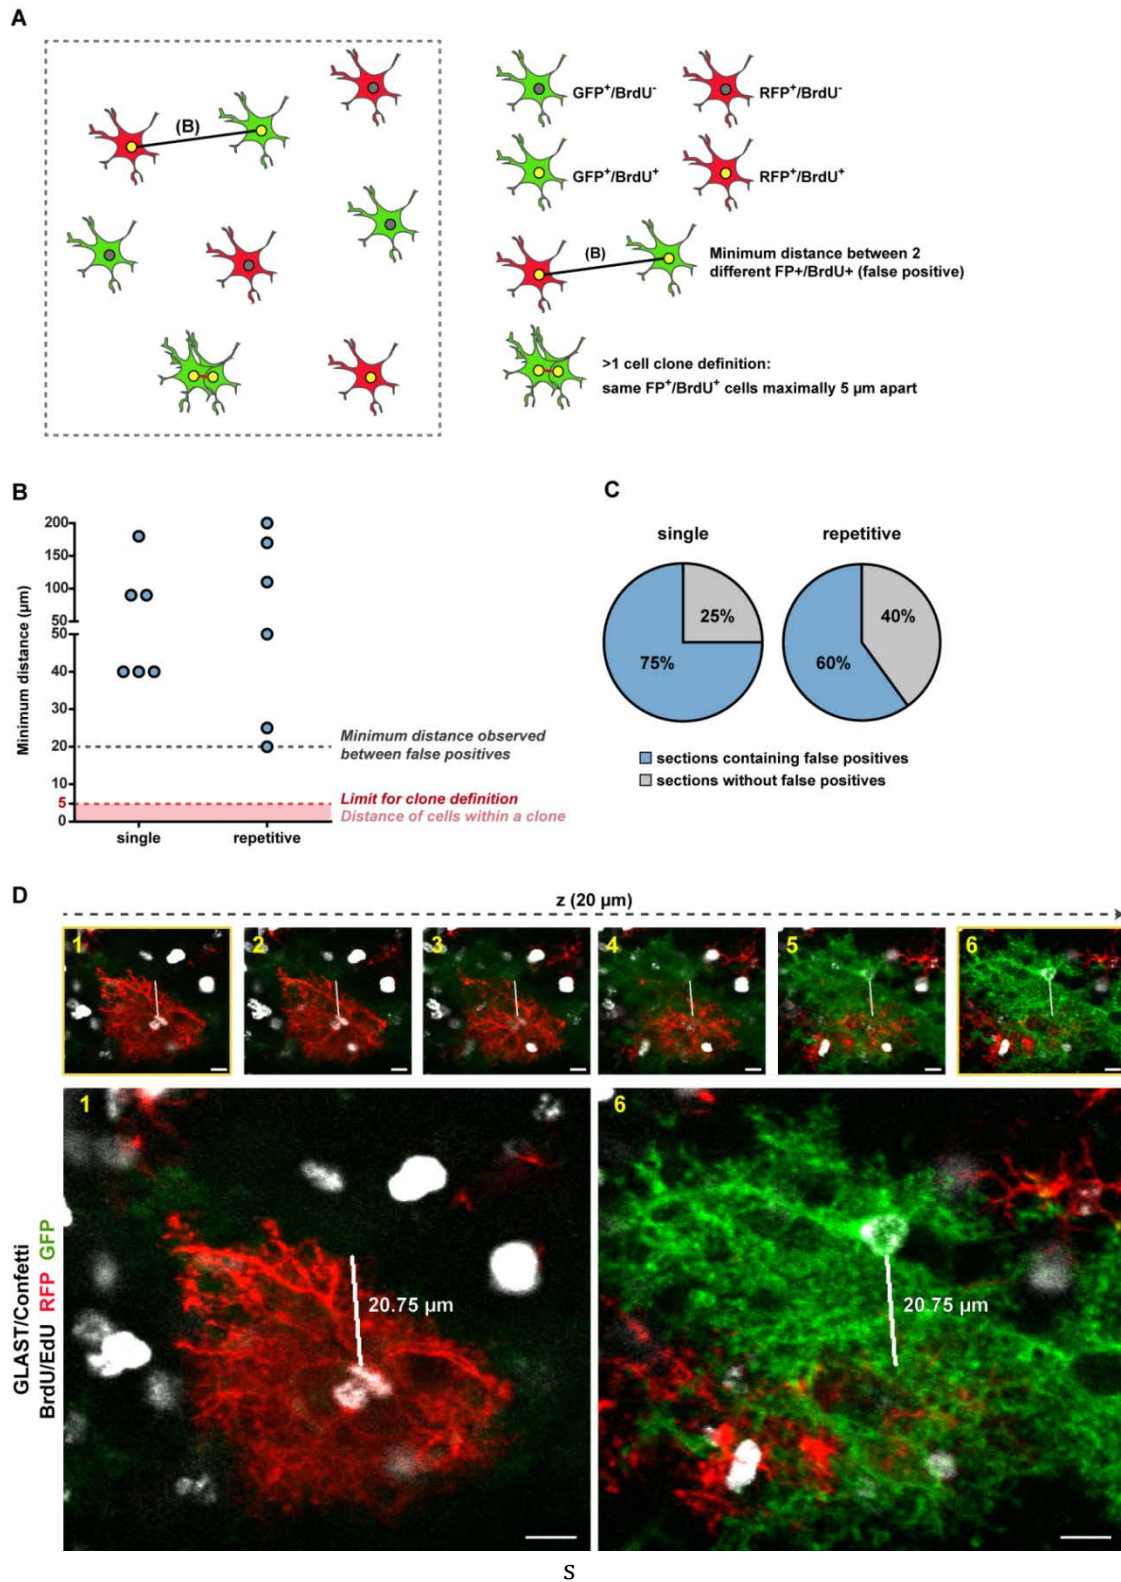 A
(B)
GFP⁺/BrdU⁻
RFP⁺/BrdU⁻
GFP⁺/BrdU⁺
RFP⁺/BrdU⁺
(B)
Minimum distance between 2
different FP+/BrdU+ (false positive)
>1 cell clone definition:
same FP⁺/BrdU⁺ cells maximally 5 µm apart
B
Minimum distance (µm)
200
150
100
50
50
40
30
20
10
5
0
single
repetitive
Minimum distance observed
between false positives
Limit for clone definition
Distance of cells within a clone
C
single
repetitive
25%
75%
40%
60%
sections containing false positives
sections without false positives
D
z (20 µm)
1
2
3
4
5
6
GLAST/Confetti
BrdU/EdU RFP GFP
1
20.75 µm
6
20.75 µm
s